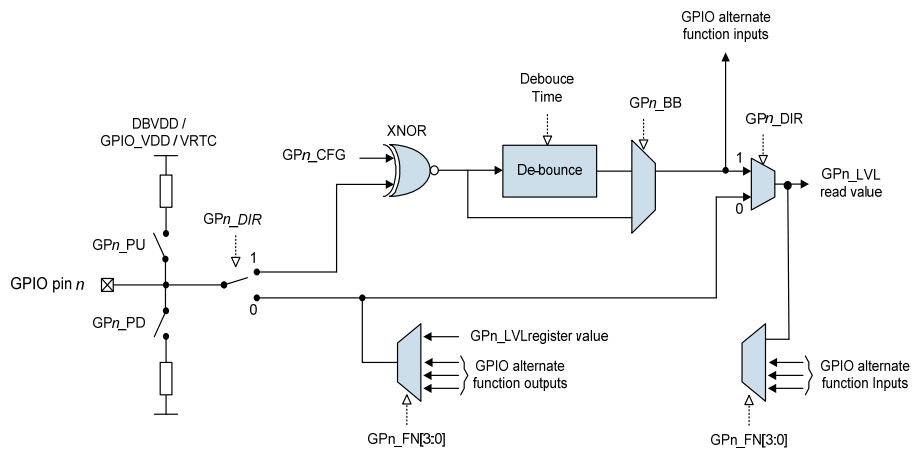 GPIO alternate
function inputs
Debouce
Time
GPn_BB
DBVDD /
GPIO_VDD / VRTC
XNOR
GPn_DIR
GPn_CFG
De-bounce
1
GPn_LVL
read value
0
GPn_DIR
GPn_PU
1
GPIO pin n
0
GPn_PD
GPn_LVLregister value
GPIO alternate
function outputs
GPIO alternate
function Inputs
GPn_FN[3:0]
GPn_FN[3:0]